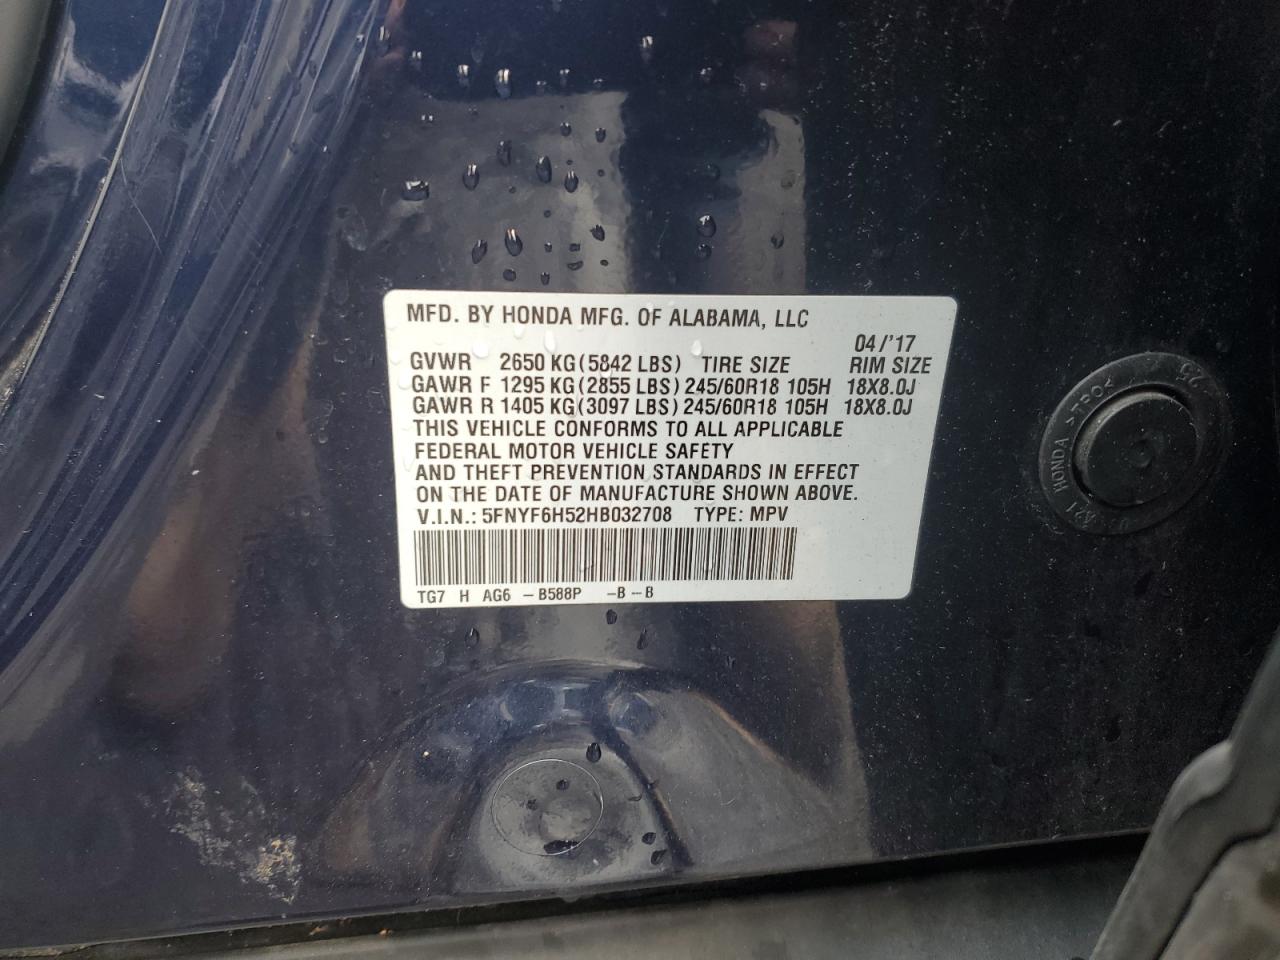 MFD. BY HONDA MFG. OF ALABAMA, LLC
04/'17
GVWR 2650 KG(5842 LBS) TIRE SIZE RIM SIZE
GAWR F 1295 KG(2855 LBS) 245/60R18 105H 18X8.0J
GAWR R 1405 KG(3097 LBS) 245/60R18 105H 18X8.0J
THIS VEHICLE CONFORMS TO ALL APPLICABLE
FEDERAL MOTOR VEHICLE SAFETY
AND THEFT PREVENTION STANDARDS IN EFFECT
ON THE DATE OF MANUFACTURE SHOWN ABOVE.
V.I.N.: 5FNYF6H52HB032708 TYPE: MPV
TG7 H AG6 -B588P -B--B
HONDA
25